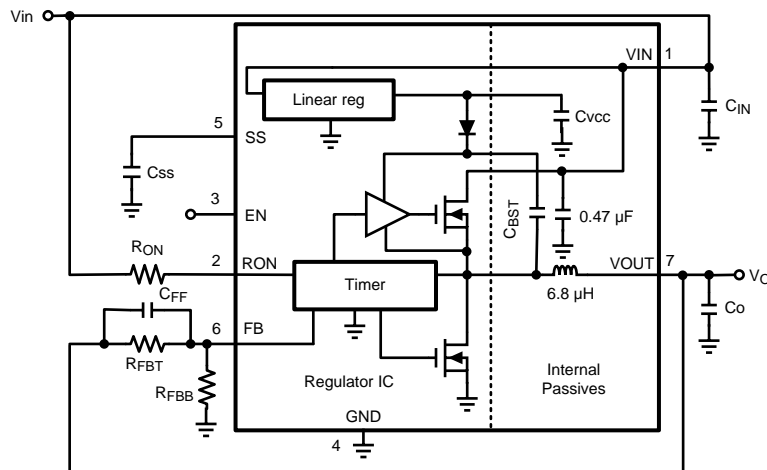 Vin
VIN 1
Linear reg
CIN
5
SS
Cvcc
Css
3
EN
CBST
0.47 µF
RON
2
RON
Timer
VOUT 7
VO
6.8 µH
CFF
Co
6
FB
RFBT
RFBB
Regulator IC
Internal
Passives
GND
4